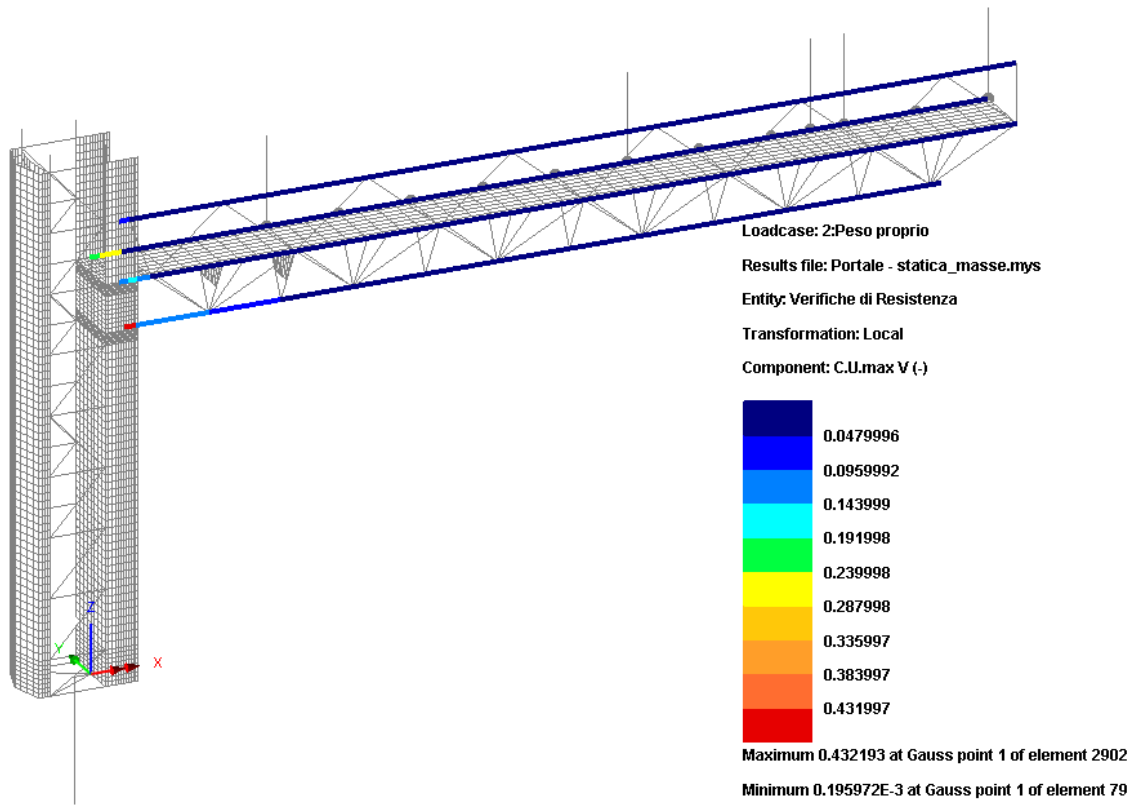 Loadcase: 2:Peso proprio
Results file: Portale - statica_masse.mys
Entity: Verifiche di Resistenza
Transformation: Local
Component: C.U.max V (-)
0.0479996
0.0959992
0.143999
0.191998
0.239998
0.287998
0.335997
0.383997
0.431997
Maximum 0.432193 at Gauss point 1 of element 2902
Minimum 0.195972E-3 at Gauss point 1 of element 79
Z
Y
X